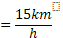 = 15km / h